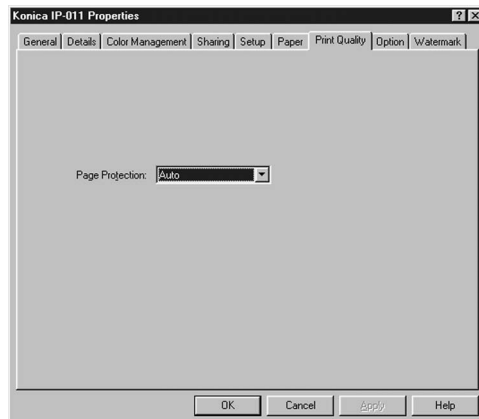 Konica IP-011 Properties
General Details Color Management Sharing Setup Paper Print Quality Option Watermark
Page Protection: Auto
OK Cancel Apply Help